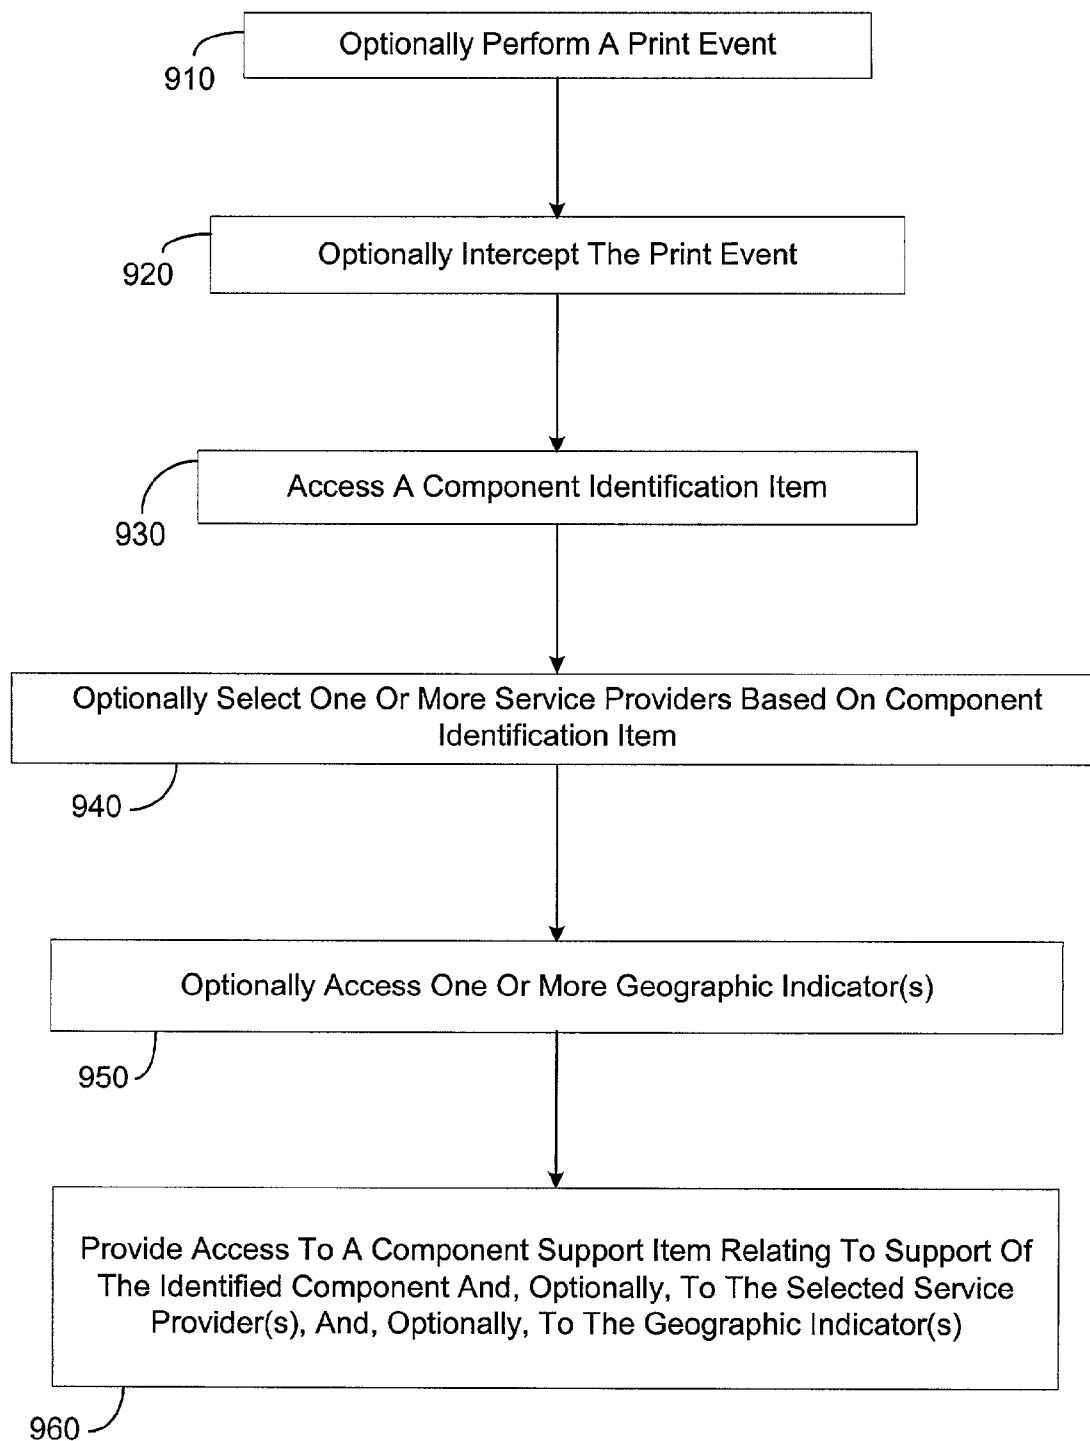 Optionally Perform A Print Event
910
Optionally Intercept The Print Event
920
Access A Component Identification Item
930
Optionally Select One Or More Service Providers Based On Component
Identification Item
940
Optionally Access One Or More Geographic Indicator(s)
950
Provide Access To A Component Support Item Relating To Support Of
The Identified Component And, Optionally, To The Selected Service
Provider(s), And, Optionally, To The Geographic Indicator(s)
960